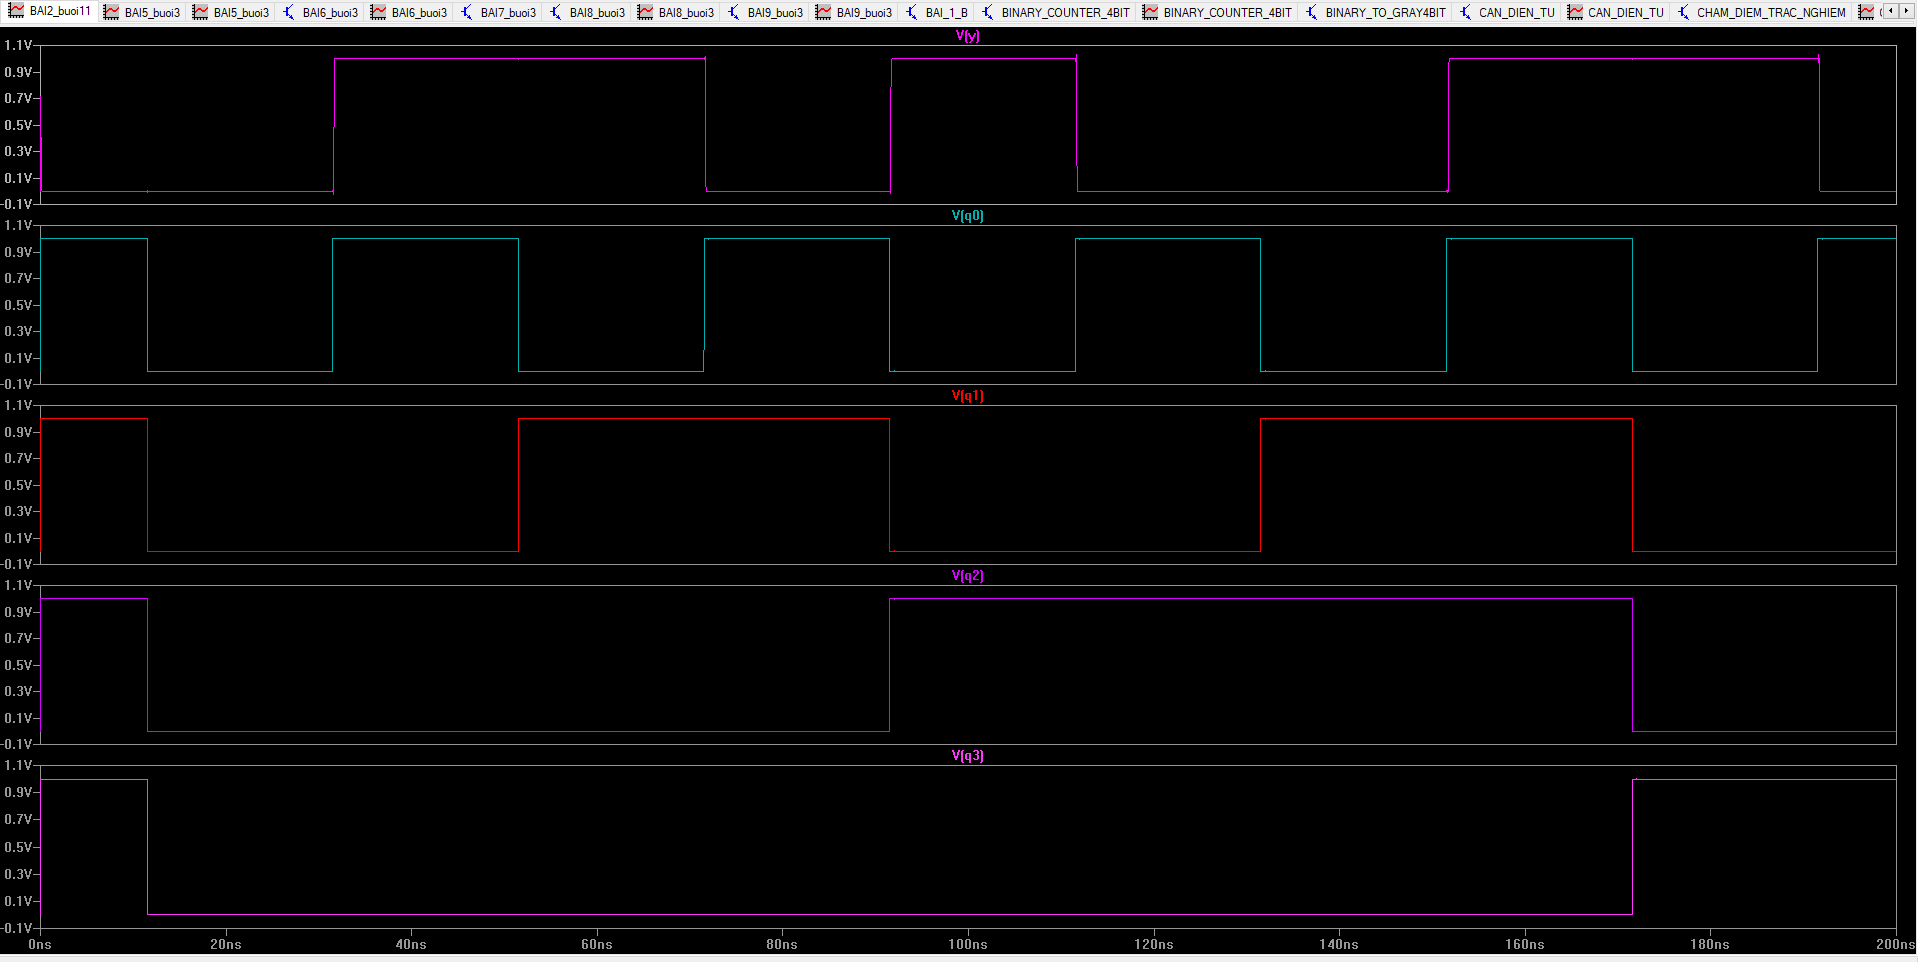 BAI2_buoi11 BAI5_buoi3 BAI5_buoi3 BAI6_buoi3 BAI6_buoi3 BAI7_buoi3 BAI8_buoi3 BAI8_buoi3 BAI9_buoi3 BAI9_buoi3 BAI_1_B BINARY_COUNTER_4BIT BINARY_COUNTER_4BIT BINARY_TO_GRAY4BIT CAN_DIEN_TU CAN_DIEN_TU CHAM_DIEM_TRAC_NGHIEM
V(y)
1.1V
0.9V
0.7V
0.5V
0.3V
0.1V
-0.1V
V(q0)
1.1V
0.9V
0.7V
0.5V
0.3V
0.1V
-0.1V
V(q1)
1.1V
0.9V
0.7V
0.5V
0.3V
0.1V
-0.1V
V(q2)
1.1V
0.9V
0.7V
0.5V
0.3V
0.1V
-0.1V
V(q3)
1.1V
0.9V
0.7V
0.5V
0.3V
0.1V
-0.1V
0ns 20ns 40ns 60ns 80ns 100ns 120ns 140ns 160ns 180ns 200ns